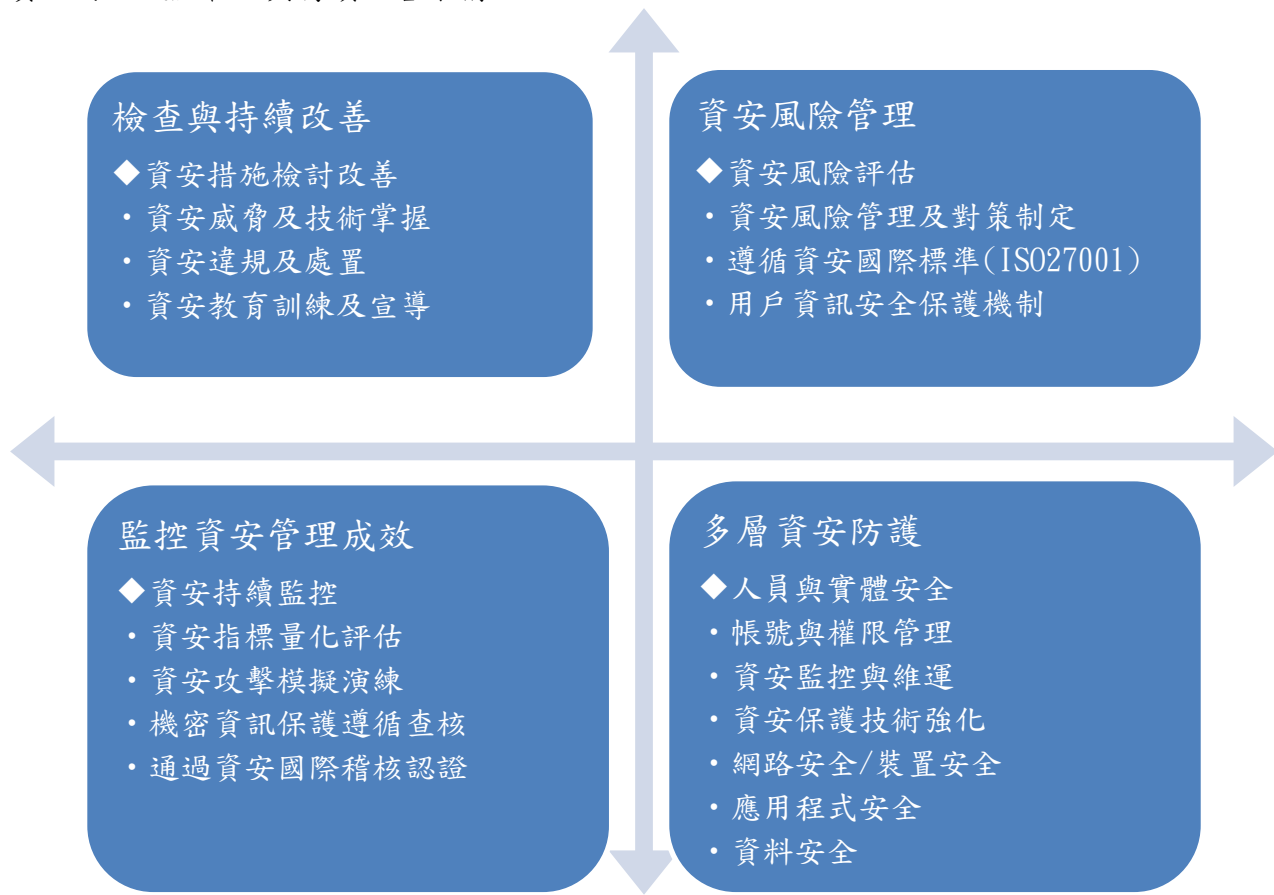 檢查與持續改善
◆資安措施檢討改善
・資安威脅及技術掌握
・資安違規及處置
・資安教育訓練及宣導
資安風險管理
◆資安風險評估
・資安風險管理及對策制定
・遵循資安國際標準(ISO27001)
・用戶資訊安全保護機制
監控資安管理成效
◆資安持續監控
・資安指標量化評估
・資安攻擊模擬演練
・機密資訊保護遵循查核
・通過資安國際稽核認證
多層資安防護
◆人員與實體安全
・帳號與權限管理
・資安監控與維運
・資安保護技術強化
・網路安全/裝置安全
・應用程式安全
・資料安全